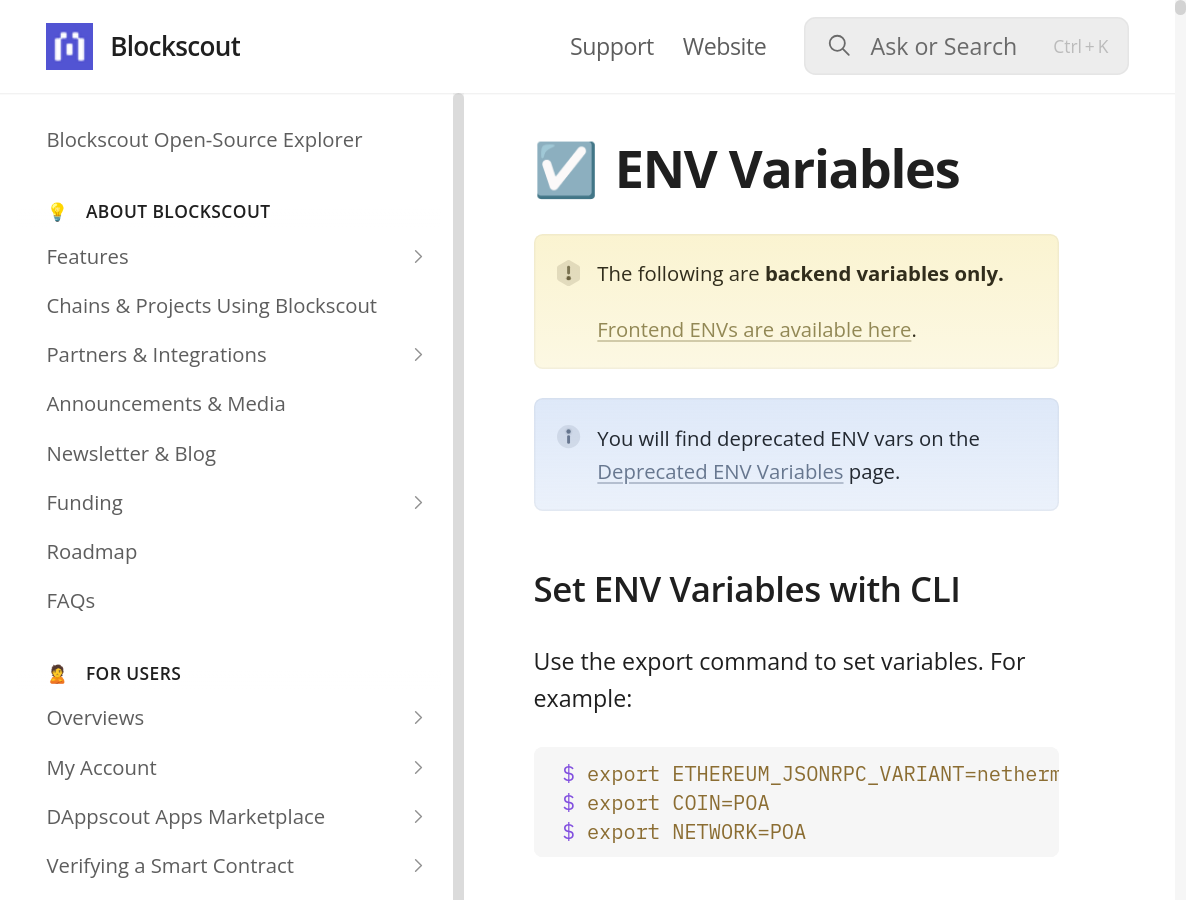 Blockscout
Support
Website
Ask or Search
Ctrl + K
Blockscout Open-Source Explorer
ABOUT BLOCKSCOUT
Features
Chains & Projects Using Blockscout
Partners & Integrations
Announcements & Media
Newsletter & Blog
Funding
Roadmap
FAQs
FOR USERS
Overviews
My Account
DAppscout Apps Marketplace
Verifying a Smart Contract
ENV Variables
The following are backend variables only.
Frontend ENVs are available here.
You will find deprecated ENV vars on the
Deprecated ENV Variables page.
Set ENV Variables with CLI
Use the export command to set variables. For
example:
$ export ETHEREUM_JSONRPC_VARIANT=netherm
$ export COIN=POA
$ export NETWORK=POA